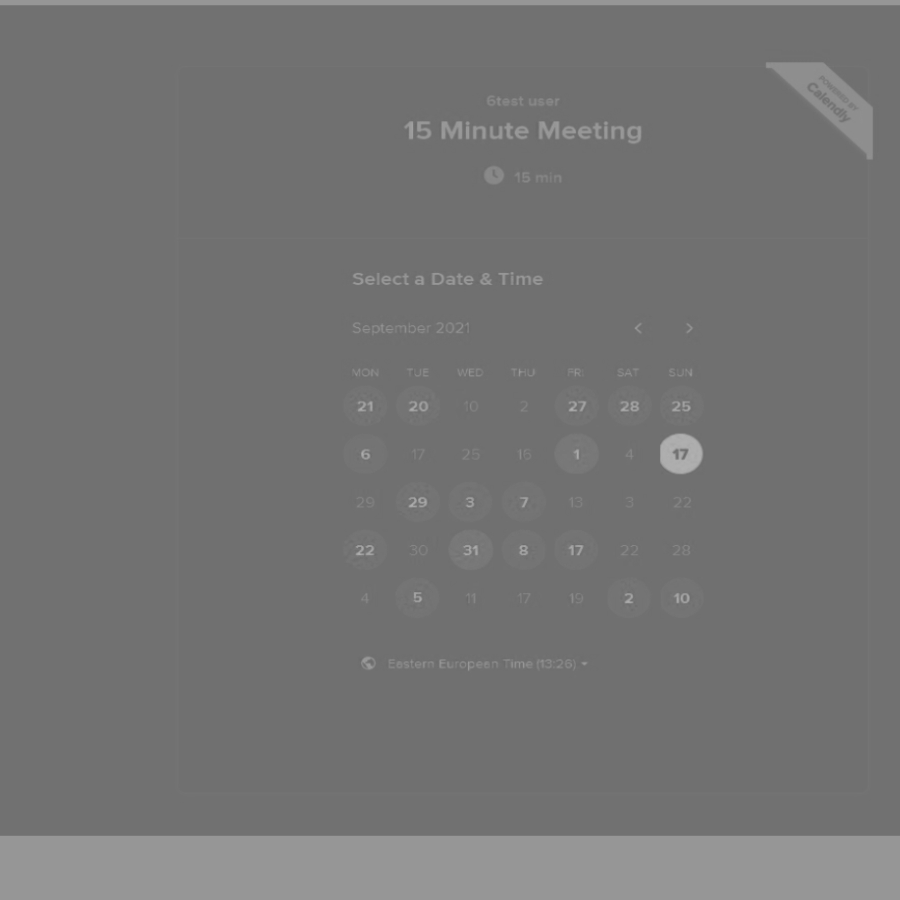 POWERED BY
Calendly
6test user
15 Minute Meeting
15 min
Select a Date & Time
September 2021
MON TUE WED THU FRI SAT SUN
21 20 10 2 27 28 25
6 17 25 15 1 4 17
29 29 3 7 13 3 22
22 30 31 8 17 22 28
4 5 11 17 19 2 10
Eastern European Time (13:26)